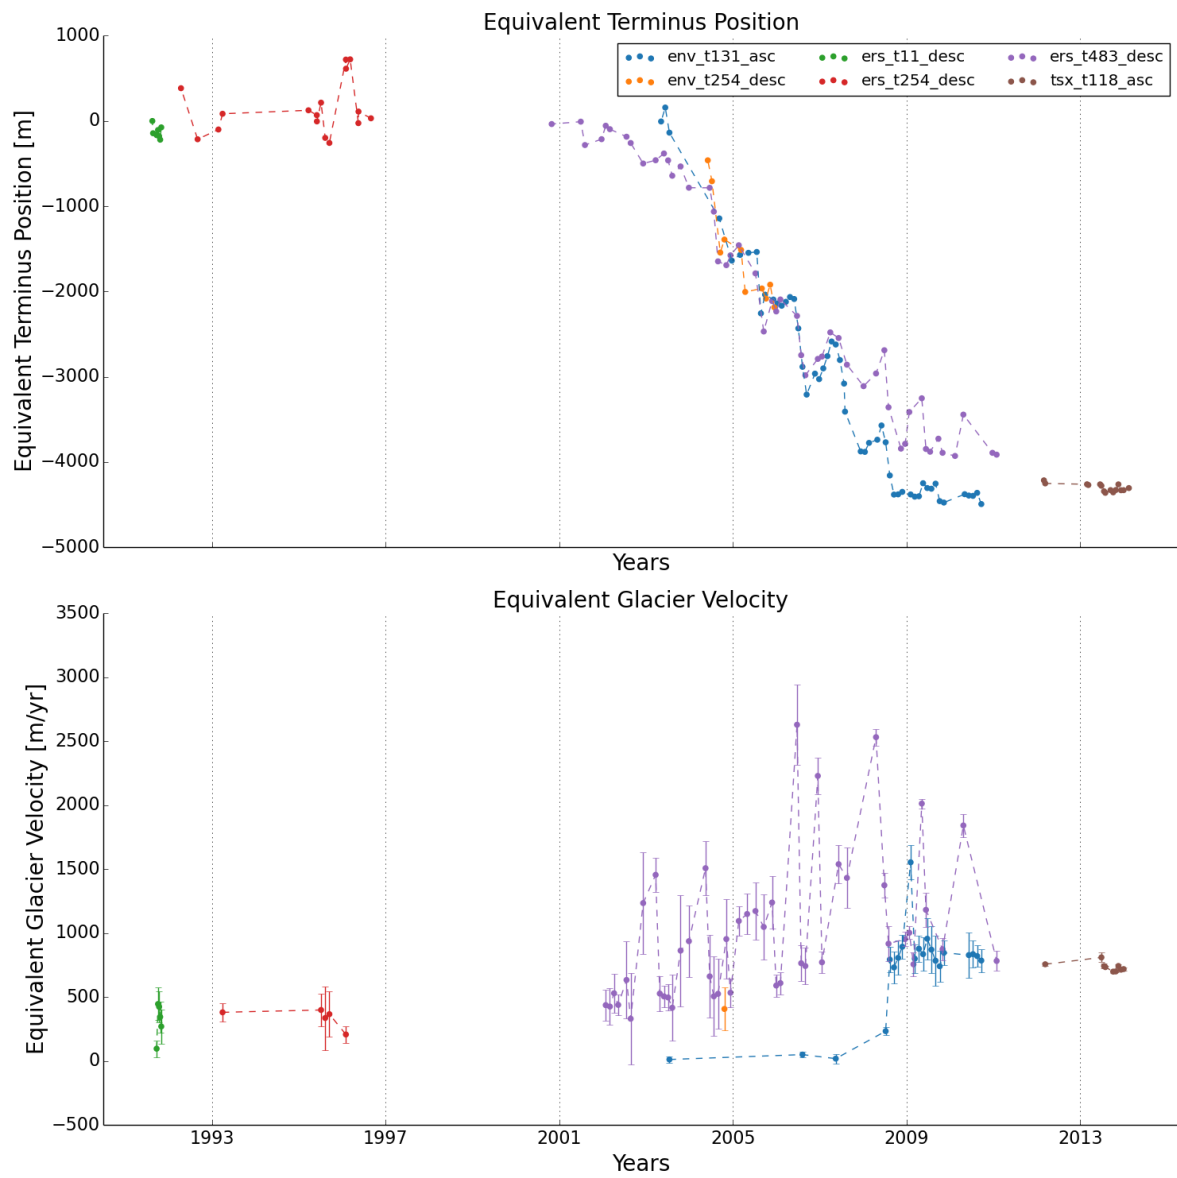 Equivalent Terminus Position
1000
0
−1000
−2000
−3000
−4000
−5000
Equivalent Terminus Position [m]
env_t131_asc ers_t11_desc ers_t483_desc
env_t254_desc ers_t254_desc tsx_t118_asc
Years
Equivalent Glacier Velocity
3500
3000
2500
2000
1500
1000
500
0
−500
Equivalent Glacier Velocity [m/yr]
1993 1997 2001 2005 2009 2013
Years